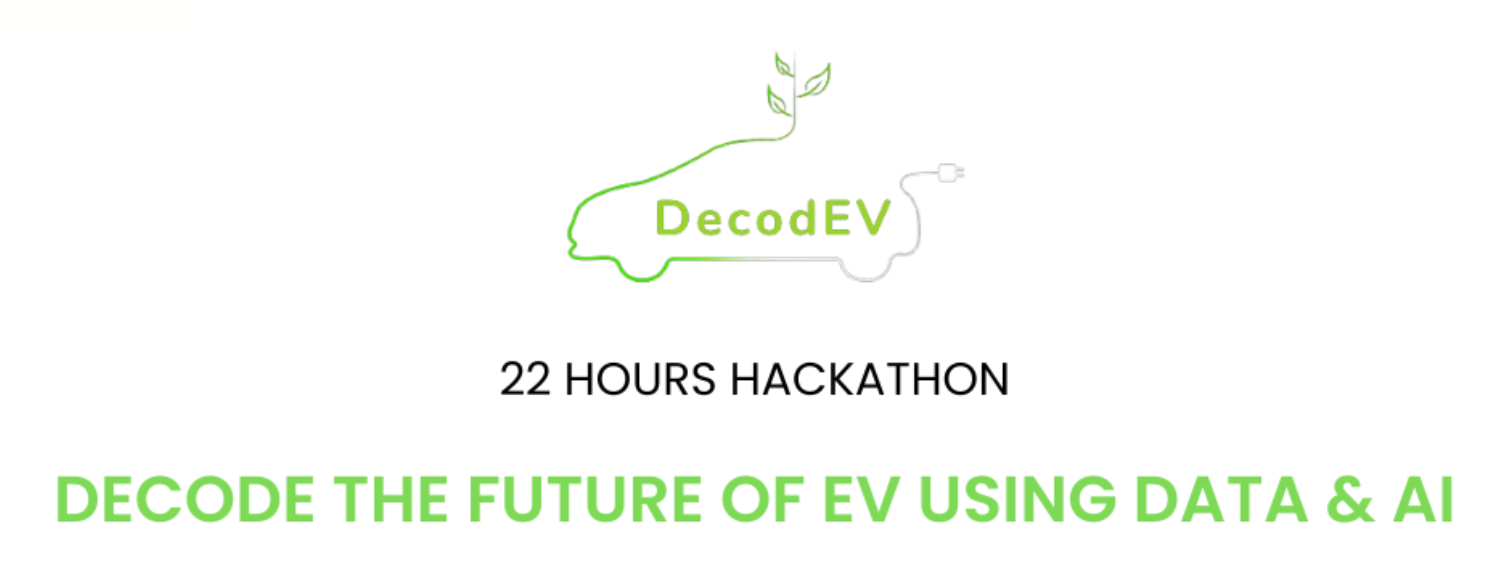 DecodEV
22 HOURS HACKATHON
DECODE THE FUTURE OF EV USING DATA & AI